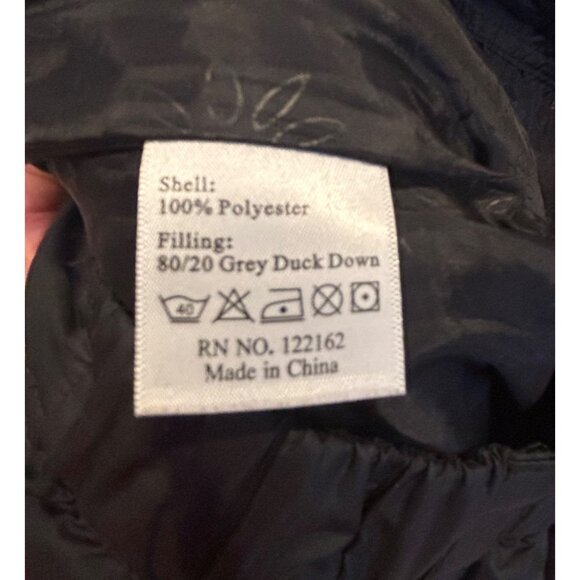 Shell:
100% Polyester
Filling:
80/20 Grey Duck Down
40
RN NO. 122162
Made in China